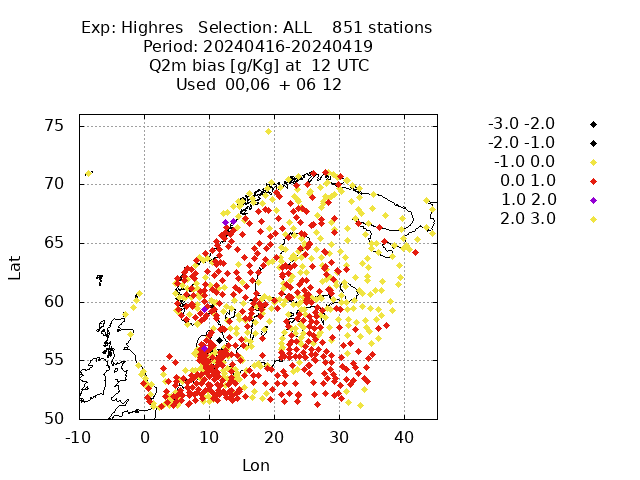 Exp: Highres   Selection: ALL    851 stations
Period: 20240416-20240419
Q2m bias [g/Kg] at  12 UTC
Used  00,06  + 06 12
-3.0 -2.0
-2.0 -1.0
-1.0 0.0
0.0 1.0
1.0 2.0
2.0 3.0
75
70
65
60
55
50
Lat
-10 0 10 20 30 40
Lon